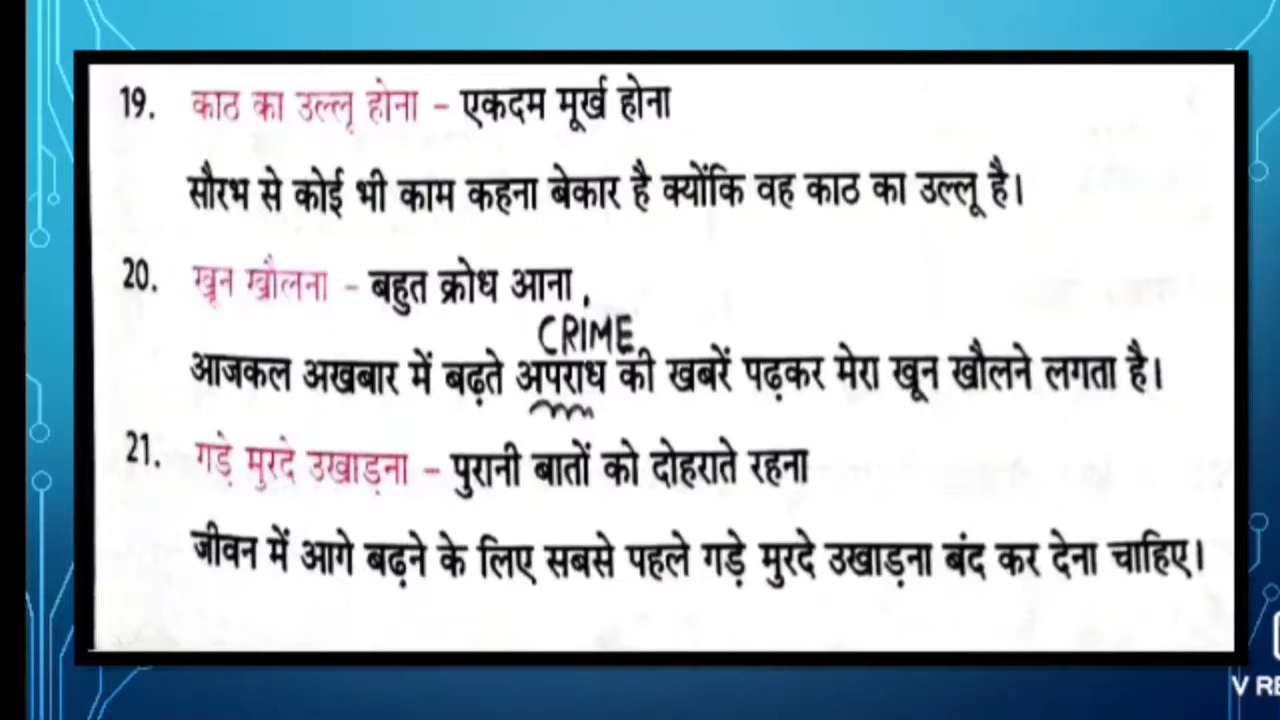 19. काठ का उल्लू होना - एकदम मूर्ख होना
सौरभ से कोई भी काम कहना बेकार है क्योंकि वह काठ का उल्लू है।
20. खून खौलना - बहुत क्रोध आना,
CRIME
आजकल अखबार में बढ़ते अपराध की खबरें पढ़कर मेरा खून खौलने लगता है।
21. गड़े मुरदे उखाड़ना - पुरानी बातों को दोहराते रहना
जीवन में आगे बढ़ने के लिए सबसे पहले गड़े मुरदे उखाड़ना बंद कर देना चाहिए।